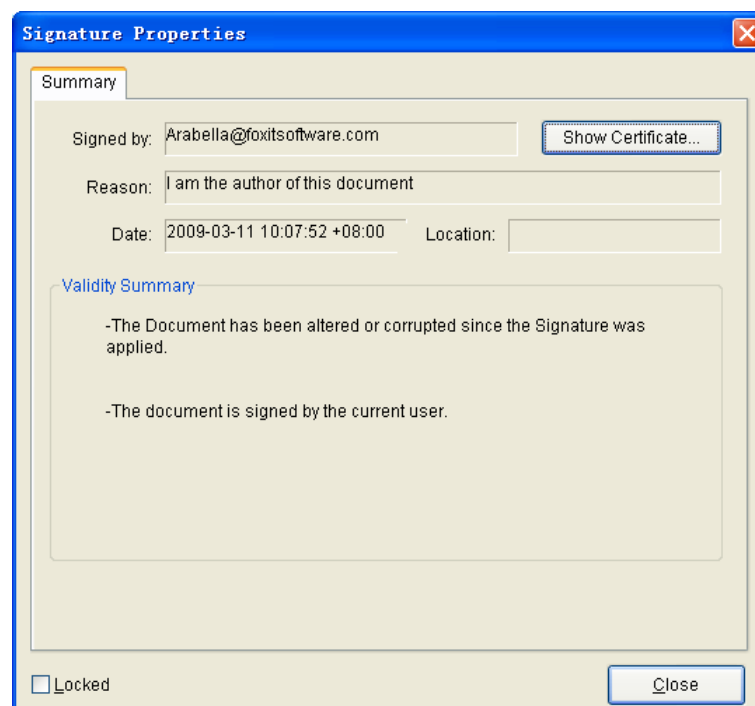 Signature Properties
Summary
Signed by: Arabella@foxitsoftware.com Show Certificate...
Reason: I am the author of this document
Date: 2009-03-11 10:07:52 +08:00 Location:
Validity Summary
-The Document has been altered or corrupted since the Signature was
applied.
-The document is signed by the current user.
Locked Close